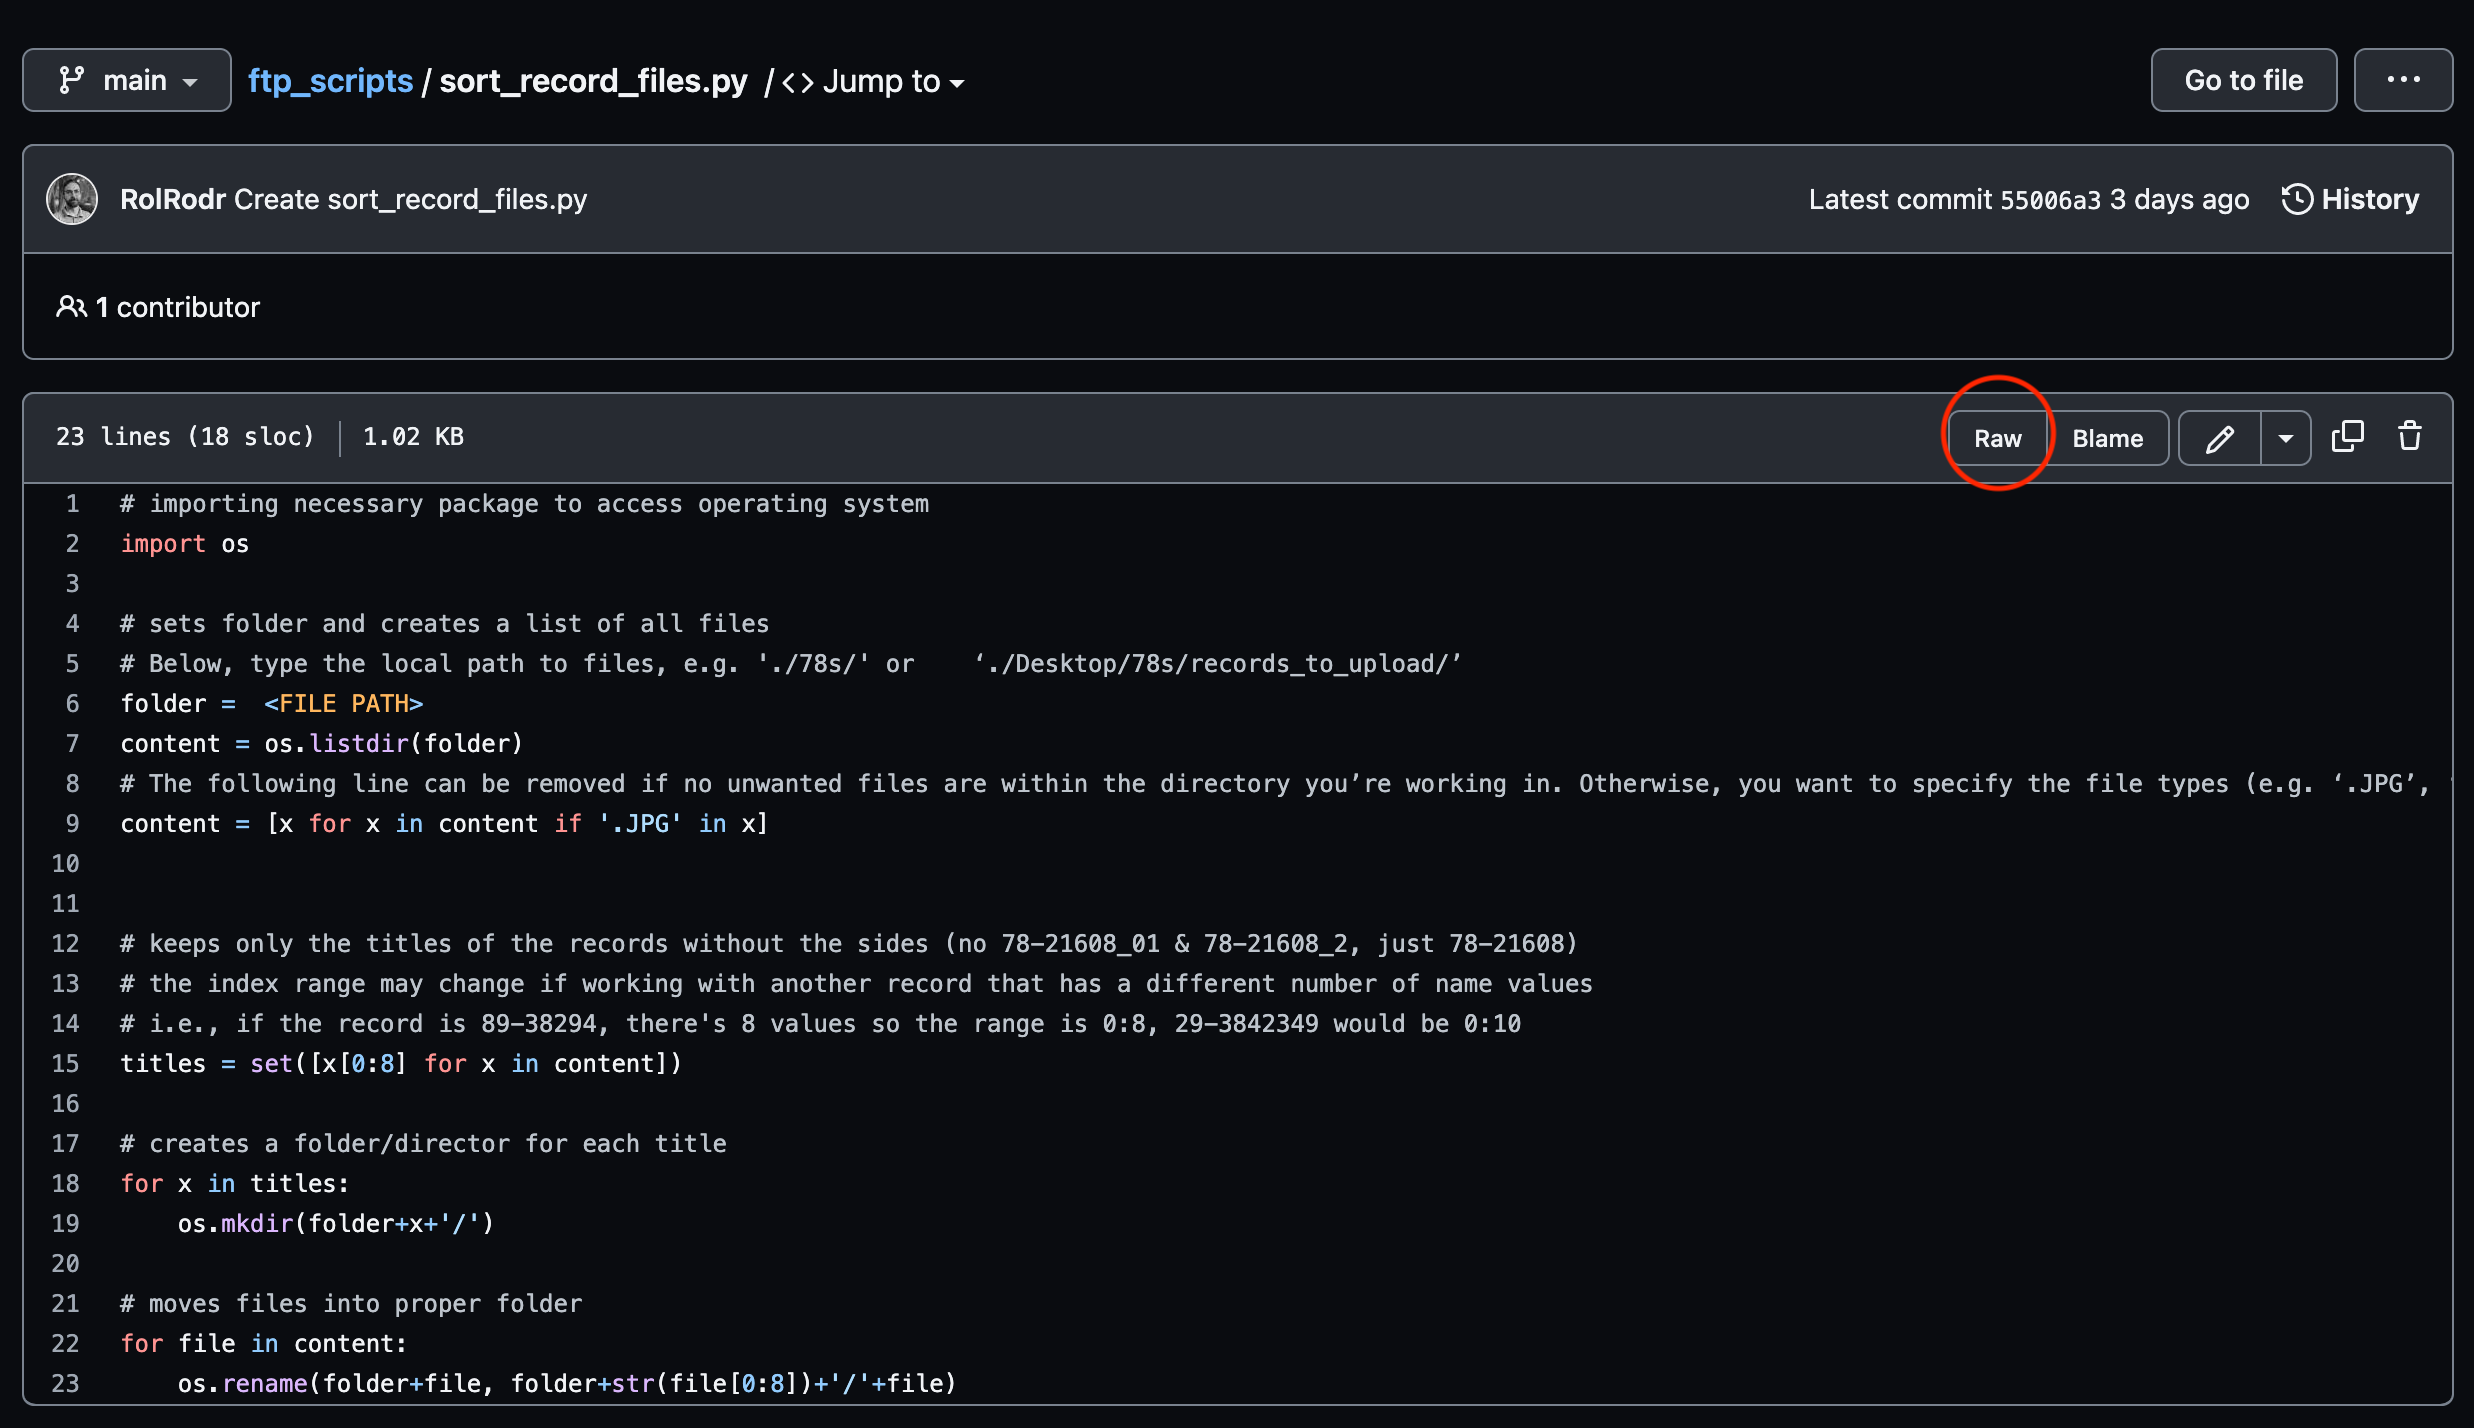 main
ftp_scripts / sort_record_files.py / <> Jump to
Go to file
...
RolRodr Create sort_record_files.py
Latest commit 55006a3 3 days ago
History
1 contributor
23 lines (18 sloc) | 1.02 KB
Raw
Blame
1 # importing necessary package to access operating system
2 import os
3
4 # sets folder and creates a list of all files
5 # Below, type the local path to files, e.g. './78s/' or    ‘./Desktop/78s/records_to_upload/’
6 folder =  <FILE PATH>
7 content = os.listdir(folder)
8 # The following line can be removed if no unwanted files are within the directory you’re working in. Otherwise, you want to specify the file types (e.g. ‘.JPG’,
9 content = [x for x in content if '.JPG' in x]
10
11
12 # keeps only the titles of the records without the sides (no 78-21608_01 & 78-21608_2, just 78-21608)
13 # the index range may change if working with another record that has a different number of name values
14 # i.e., if the record is 89-38294, there's 8 values so the range is 0:8, 29-3842349 would be 0:10
15 titles = set([x[0:8] for x in content])
16
17 # creates a folder/director for each title
18 for x in titles:
19     os.mkdir(folder+x+'/')
20
21 # moves files into proper folder
22 for file in content:
23     os.rename(folder+file, folder+str(file[0:8])+'/'+file)